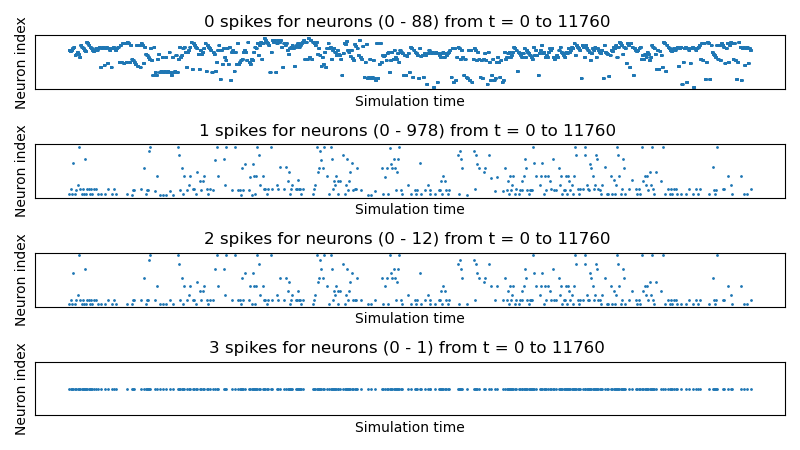 0 spikes for neurons (0 - 88) from t = 0 to 11760
Neuron index
Simulation time
1 spikes for neurons (0 - 978) from t = 0 to 11760
Neuron index
Simulation time
2 spikes for neurons (0 - 12) from t = 0 to 11760
Neuron index
Simulation time
3 spikes for neurons (0 - 1) from t = 0 to 11760
Neuron index
Simulation time